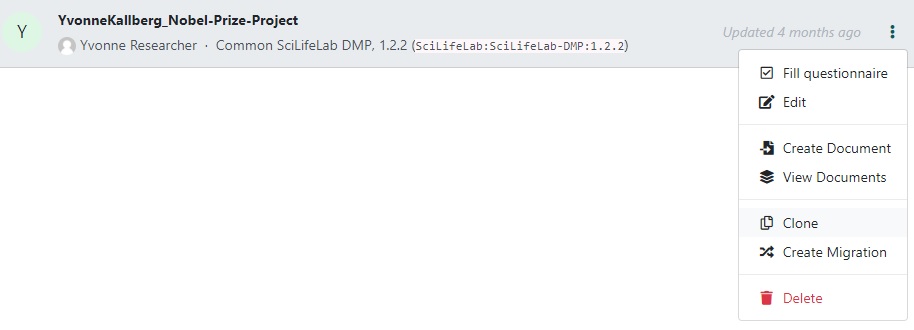 Y
YvonneKallberg_Nobel-Prize-Project
Yvonne Researcher · Common SciLifeLab DMP, 1.2.2 (SciLifeLab:SciLifeLab-DMP:1.2.2)
Updated 4 months ago
Fill questionnaire
Edit
Create Document
View Documents
Clone
Create Migration
Delete